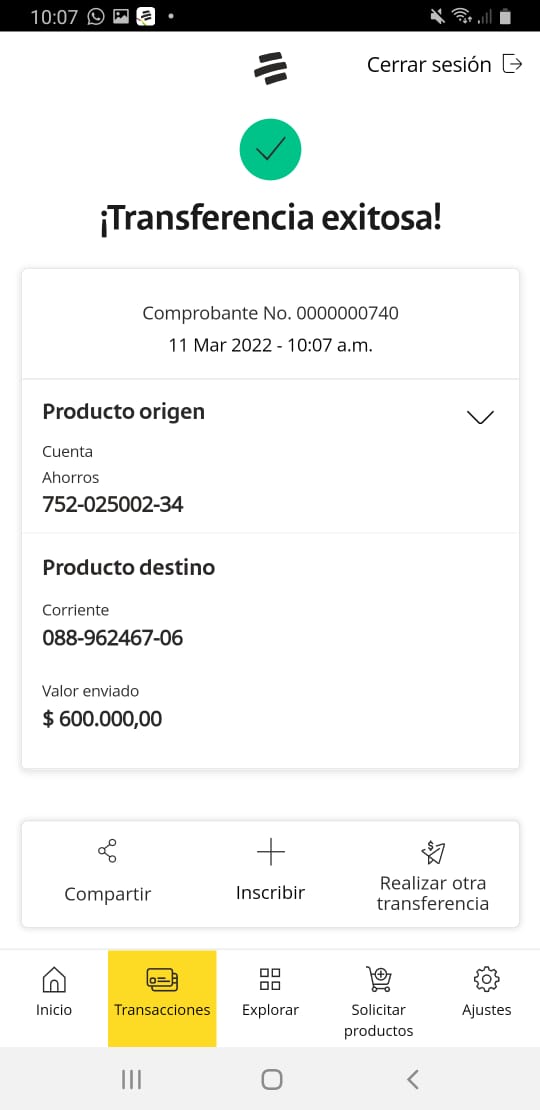 10:07
Cerrar sesión
¡Transferencia exitosa!
Comprobante No. 0000000740
11 Mar 2022 - 10:07 a.m.
Producto origen
Cuenta
Ahorros
752-025002-34
Producto destino
Corriente
088-962467-06
Valor enviado
$ 600.000,00
Compartir
Inscribir
Realizar otra
transferencia
Inicio
Transacciones
Explorar
Solicitar
productos
Ajustes